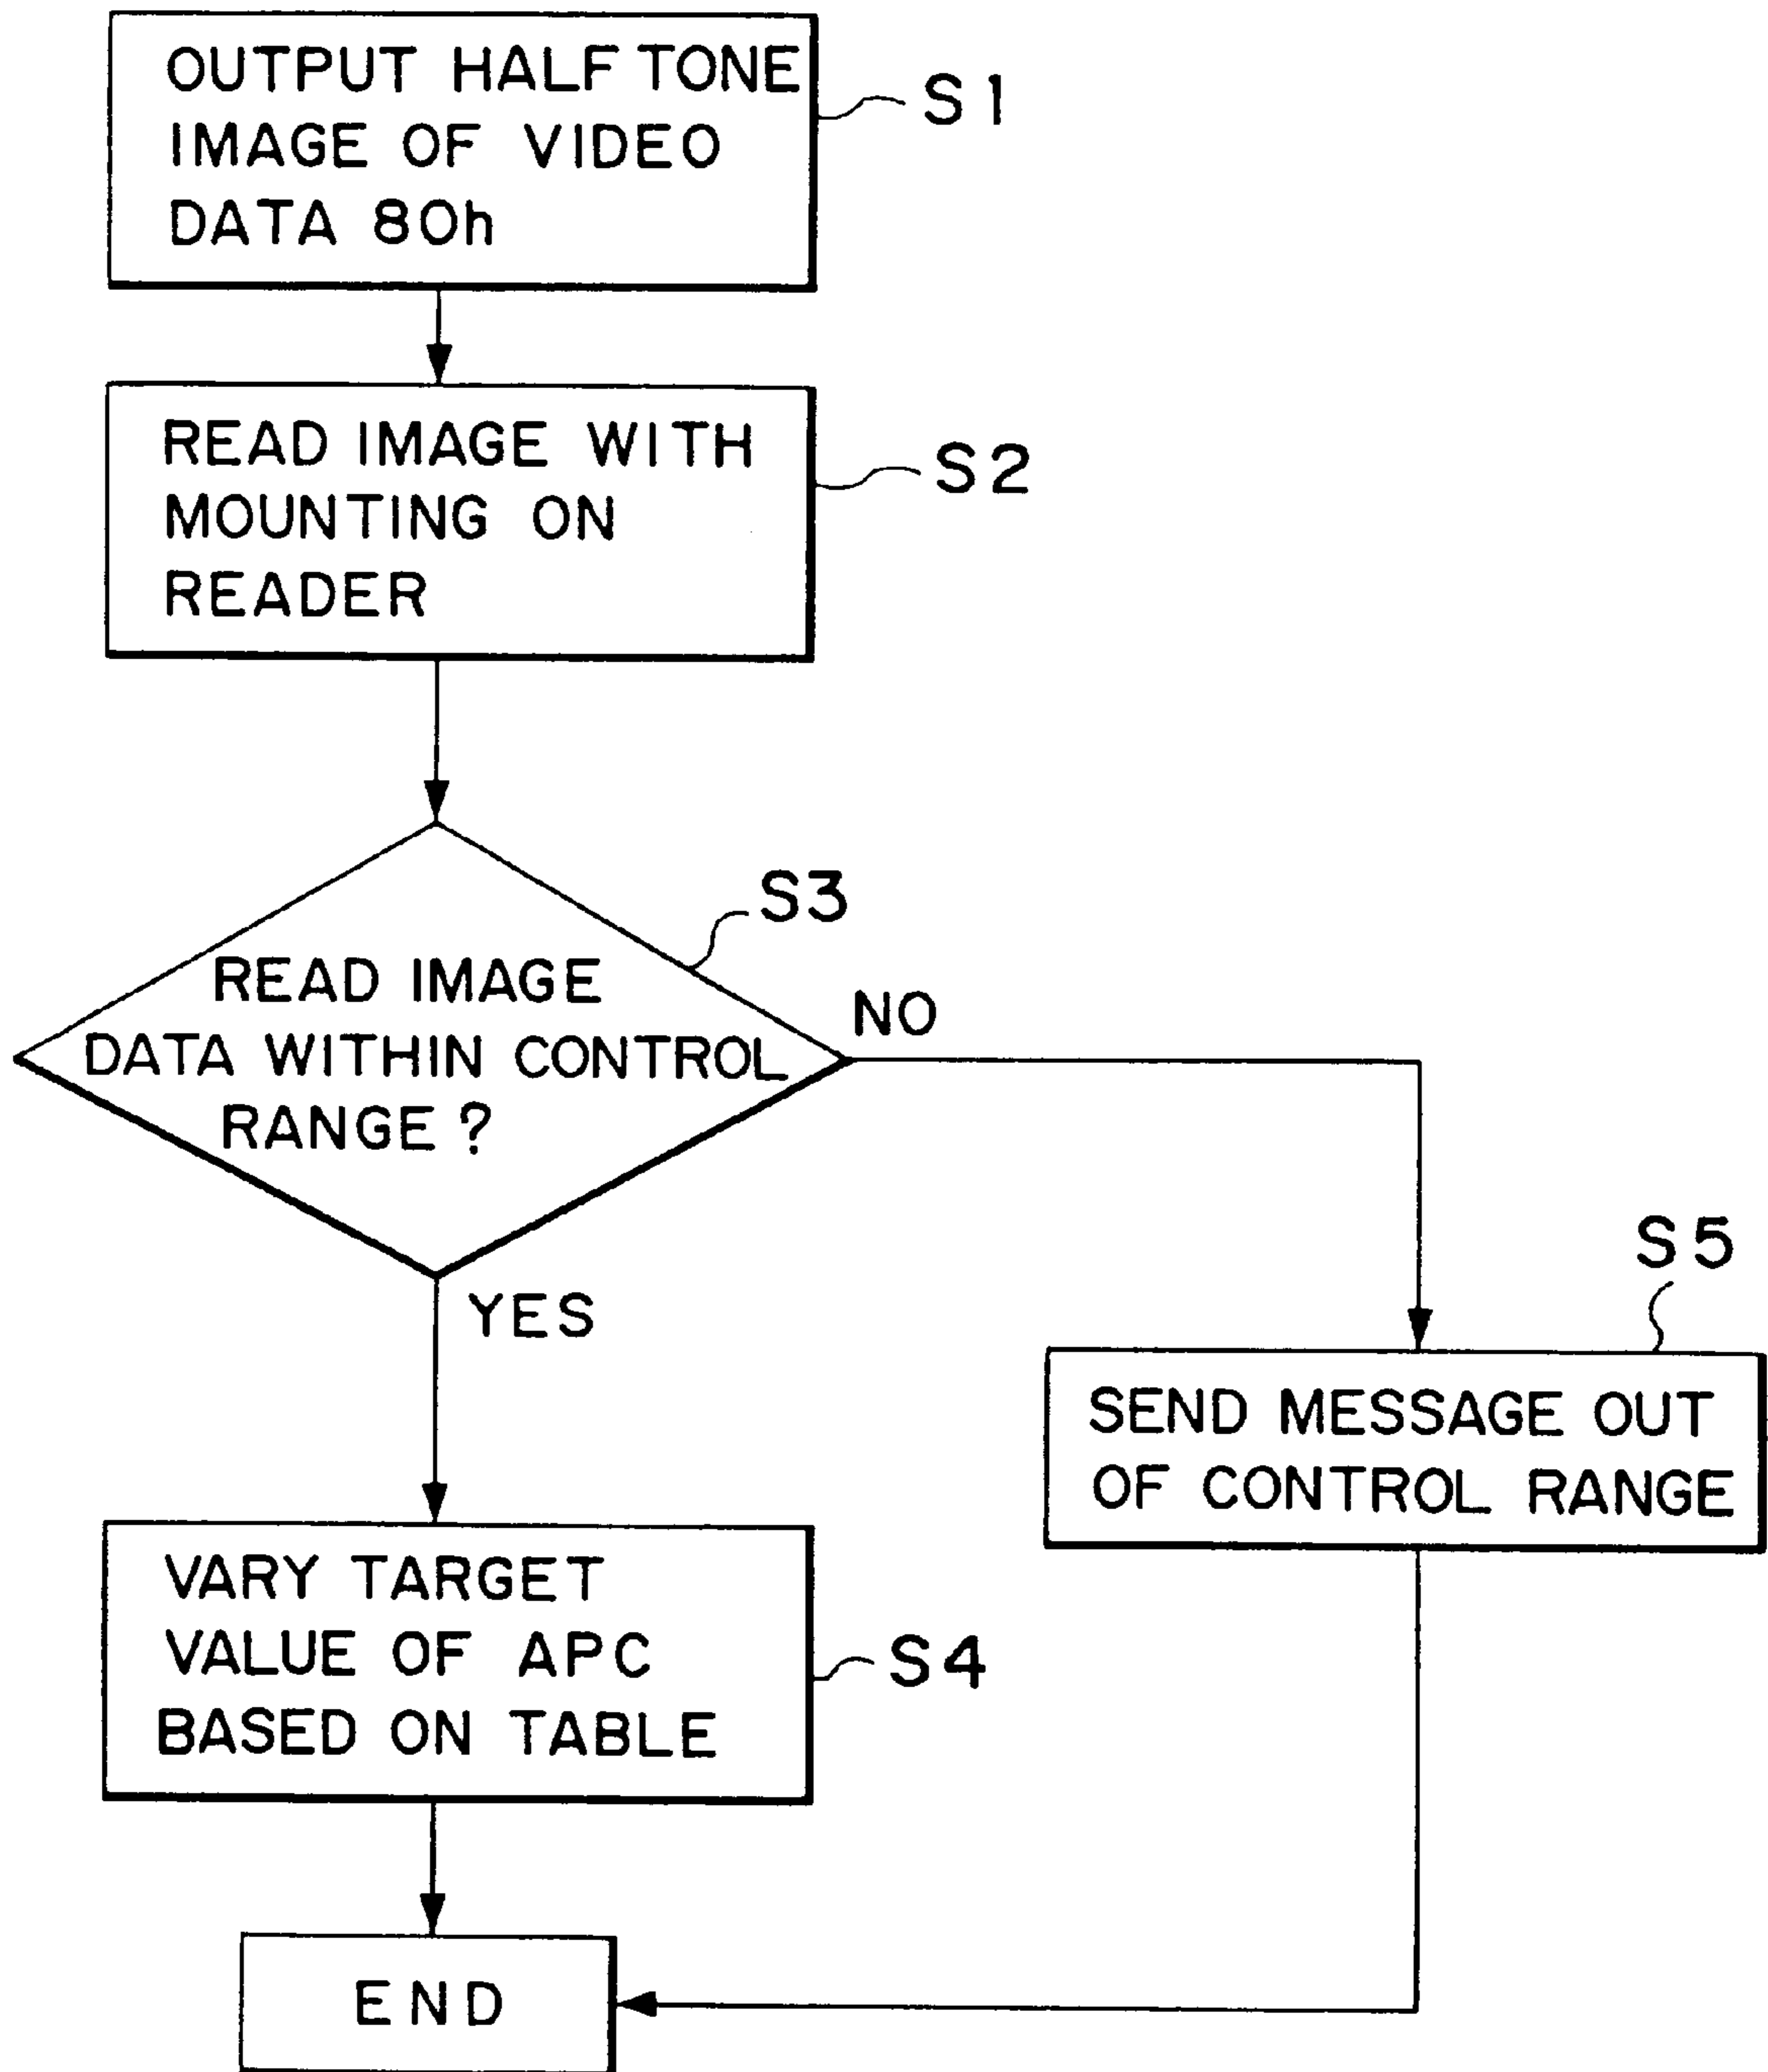 OUTPUT HALF TONE
IMAGE OF VIDEO
DATA 80h
S1
READ IMAGE WITH
MOUNTING ON
READER
S2
S3
READ IMAGE
DATA WITHIN CONTROL
RANGE ?
NO
YES
S5
SEND MESSAGE OUT
OF CONTROL RANGE
VARY TARGET
VALUE OF APC
BASED ON TABLE
S4
END